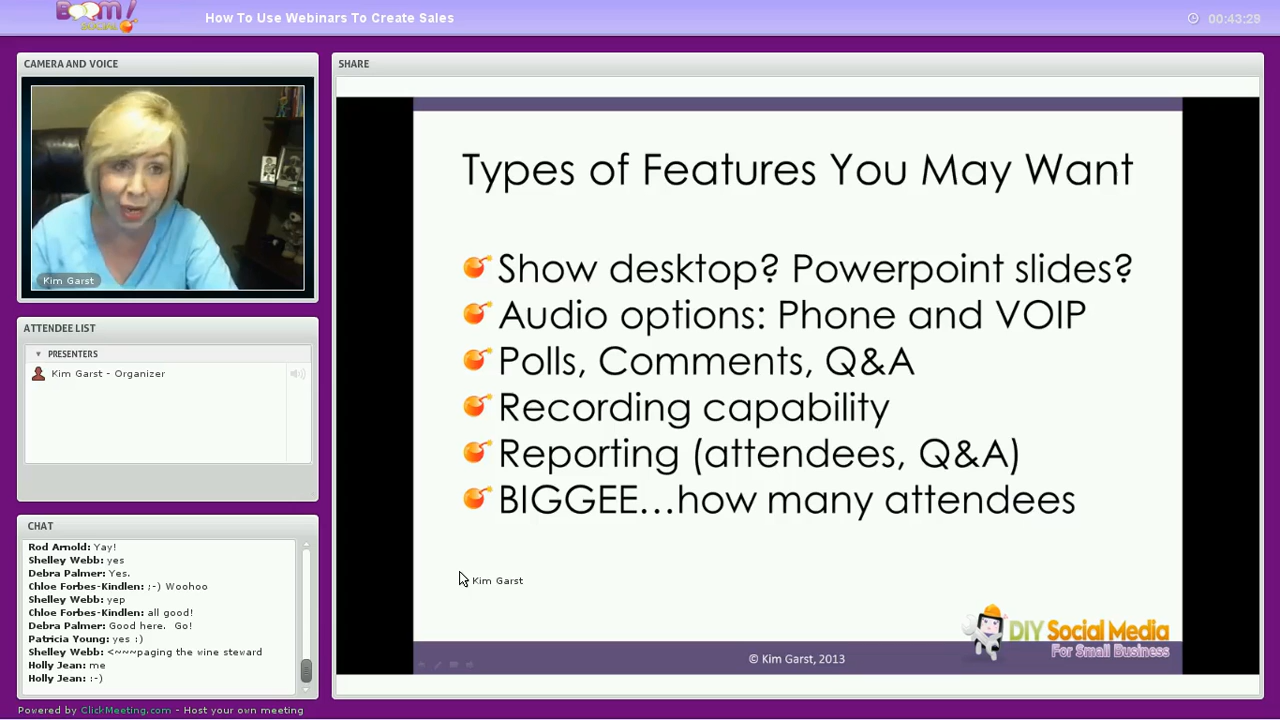 BOOM!
SOCIAL
How To Use Webinars To Create Sales
00:43:29
CAMERA AND VOICE
Kim Garst
ATTENDEE LIST
PRESENTERS
Kim Garst - Organizer
CHAT
Rod Arnold: Yay!
Shelley Webb: yes
Debra Palmer: Yes.
Chloe Forbes-Kindlen: ;-) Woohoo
Shelley Webb: yep
Chloe Forbes-Kindlen: all good!
Debra Palmer: Good here.  Go!
Patricia Young: yes :)
Shelley Webb: <~~~paging the wine steward
Holly Jean: me
Holly Jean: :-)
SHARE
Types of Features You May Want
Show desktop? Powerpoint slides?
Audio options: Phone and VOIP
Polls, Comments, Q&A
Recording capability
Reporting (attendees, Q&A)
BIGGEE...how many attendees
Kim Garst
DIY Social Media
For Small Business
© Kim Garst, 2013
Powered by ClickMeeting.com - Host your own meeting